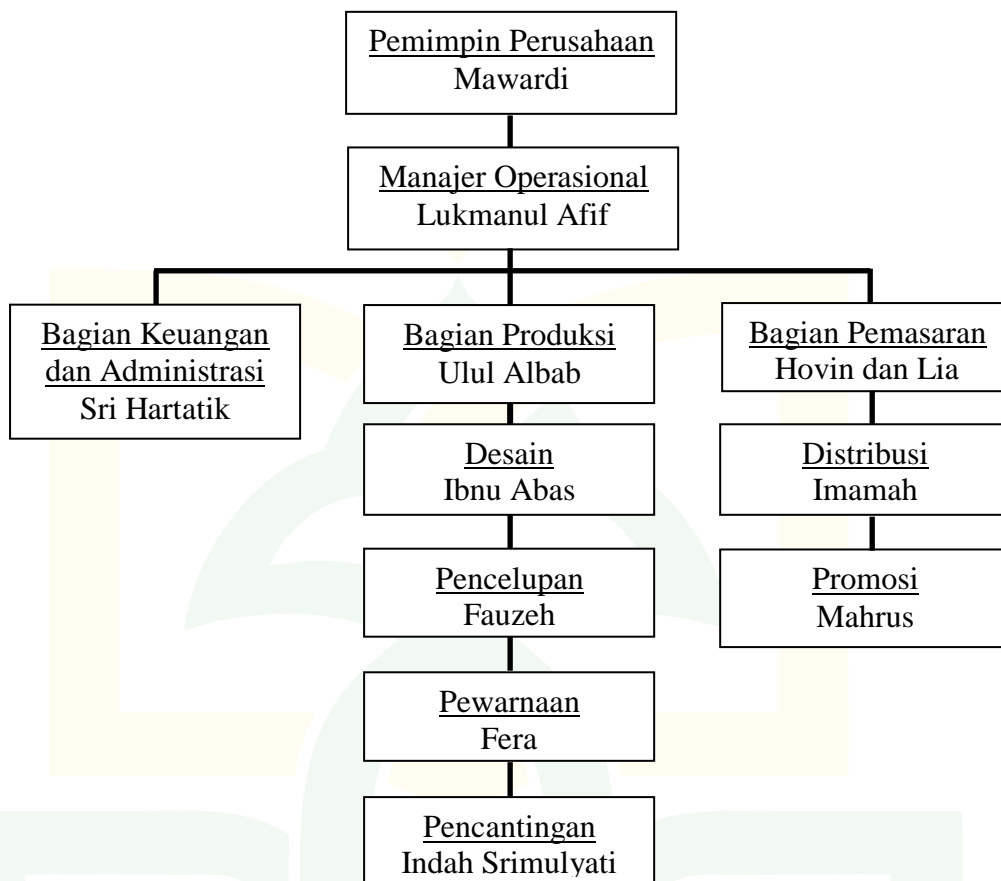 Pemimpin Perusahaan
Mawardi
Manajer Operasional
Lukmanul Afif
Bagian Keuangan
dan Administrasi
Sri Hartatik
Bagian Produksi
Ulul Albab
Bagian Pemasaran
Hovin dan Lia
Desain
Ibnu Abas
Distribusi
Imamah
Pencelupan
Fauzeh
Promosi
Mahrus
Pewarnaan
Fera
Pencantingan
Indah Srimulyati